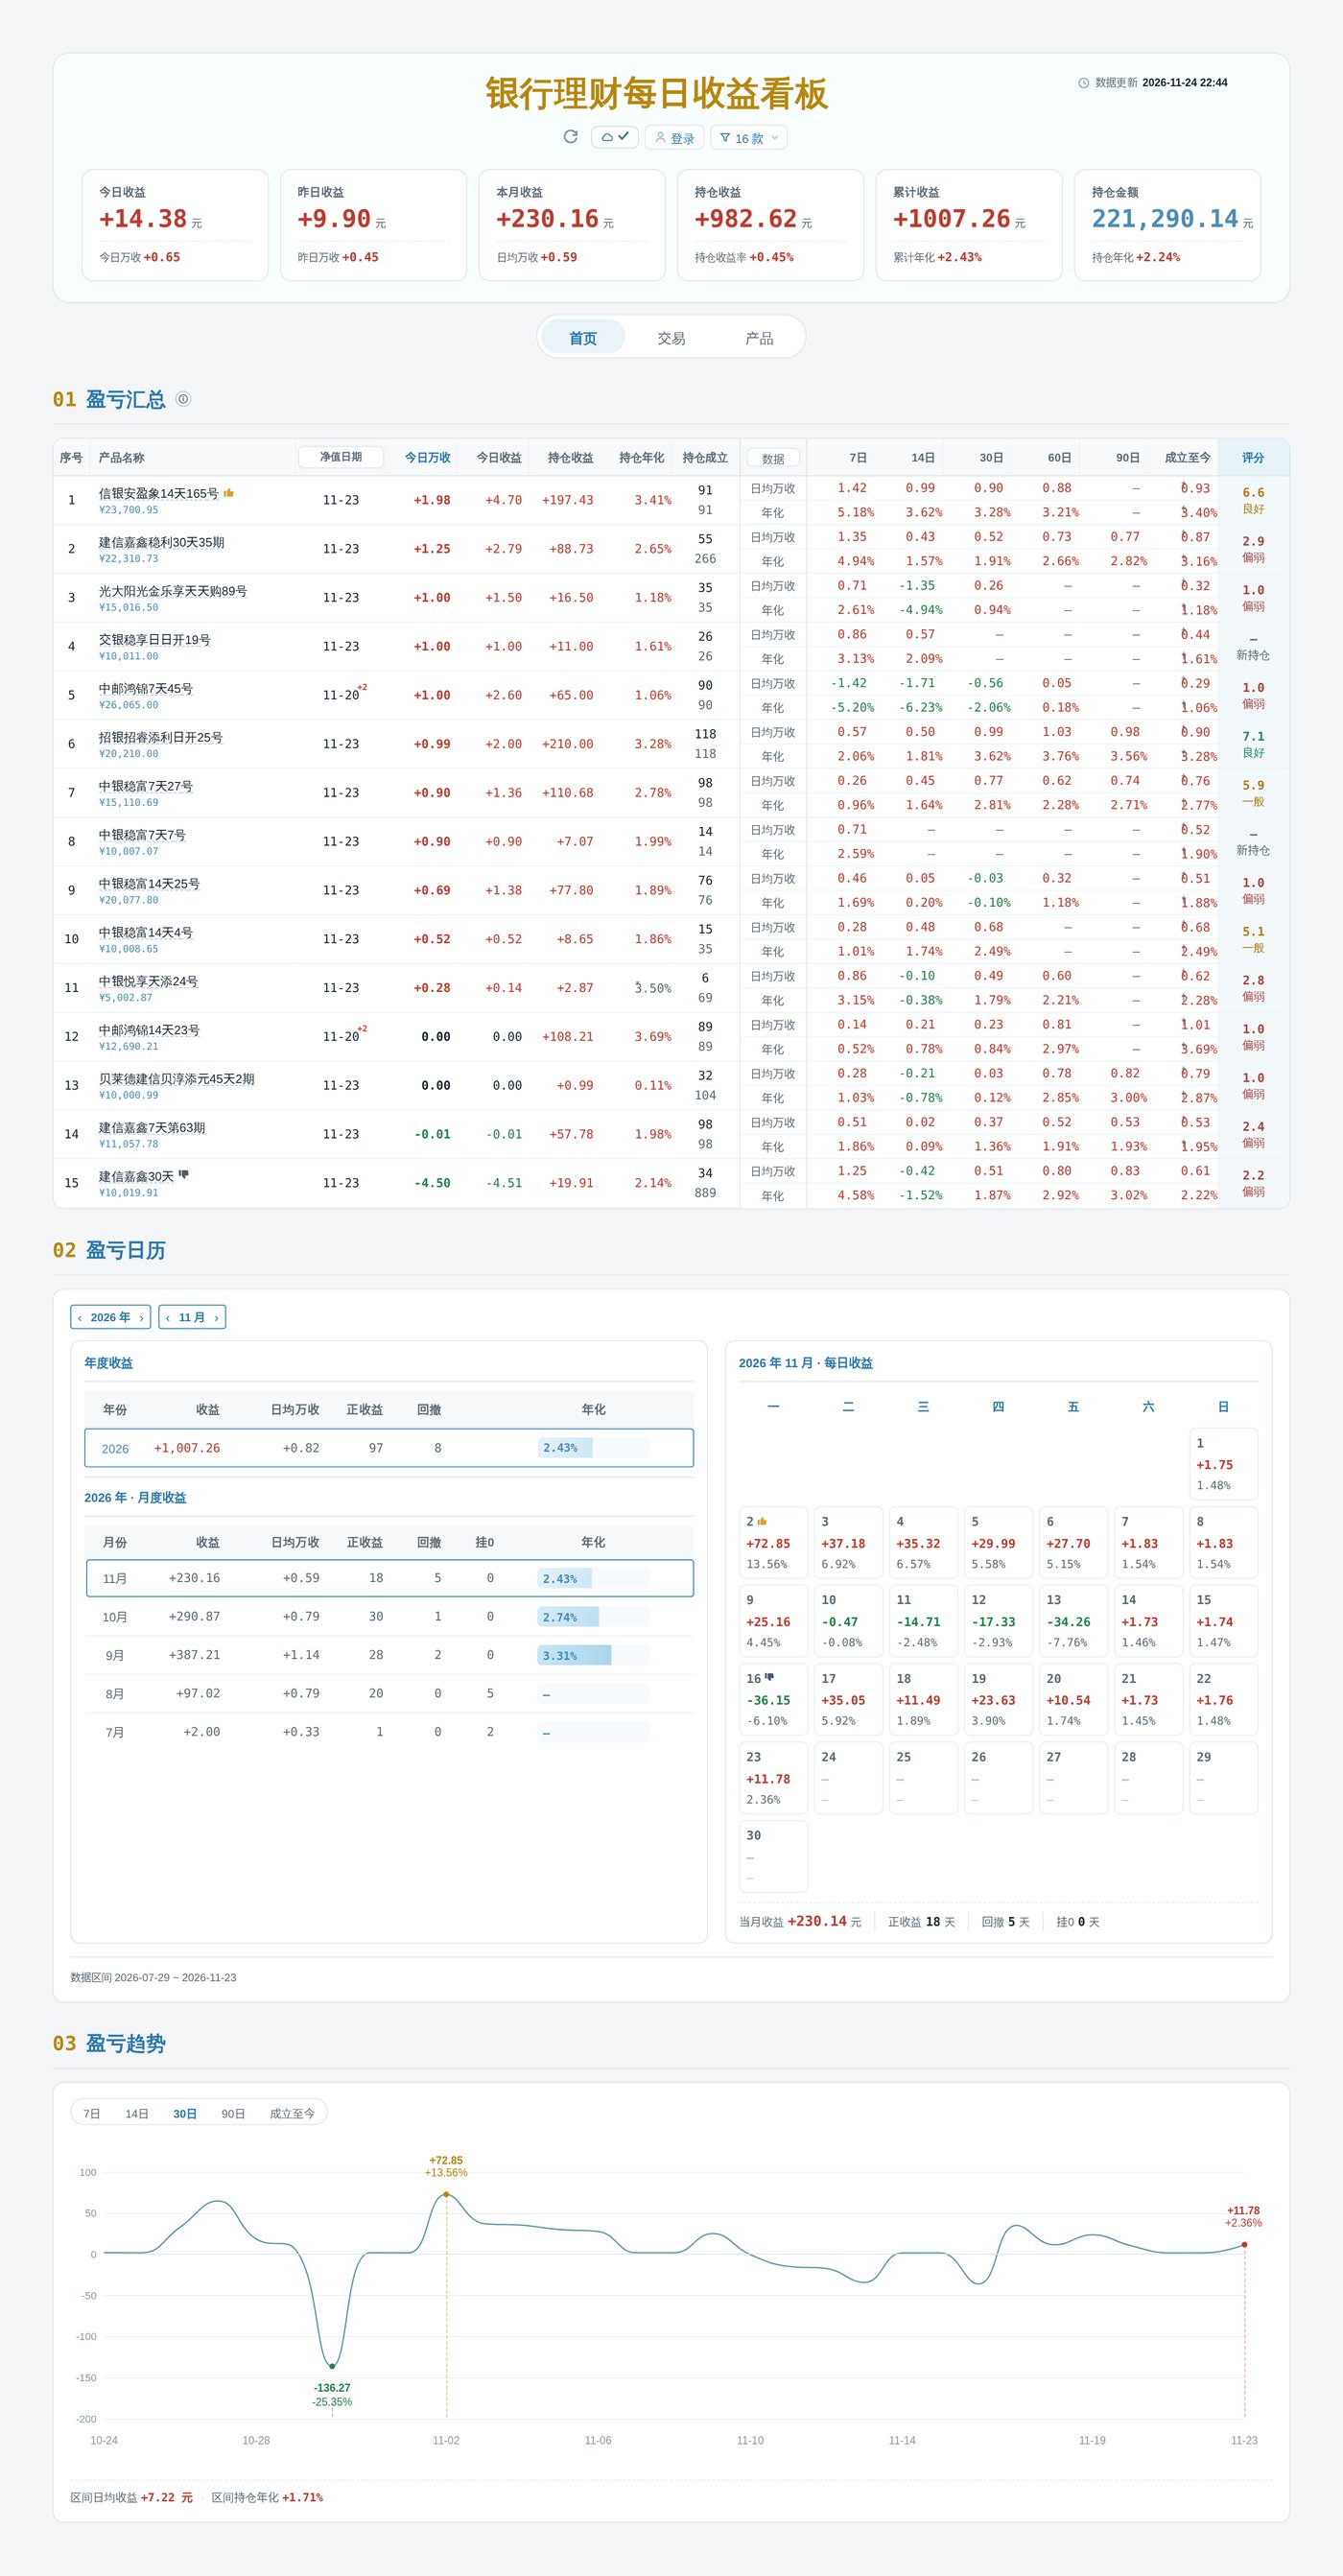 银行理财每日收益看板
数据更新 2026-11-24 22:44
登录 16 款
今日收益 昨日收益 本月收益 持仓收益 累计收益 持仓金额
+14.38 元 +9.90 元 +230.16 元 +982.62 元 +1007.26 元 221,290.14 元
今日万收 +0.65 昨日万收 +0.45 日均万收 +0.59 持仓收益率 +0.45% 累计年化 +2.43% 持仓年化 +2.24%
首页 交易 产品
01 盈亏汇总
序号 产品名称 净值日期 今日万收 今日收益 持仓收益 持仓年化 持仓成立 数据 7日 14日 30日 60日 90日 成立至今 评分
1 信银安盈象14天165号 11-23 +1.98 +4.70 +197.43 3.41% 91 日均万收 1.42 0.99 0.90 0.88 — 0.93 6.6
¥23,700.95 91 年化 5.18% 3.62% 3.28% 3.21% — 3.40% 良好
2 建信嘉鑫稳利30天35期 11-23 +1.25 +2.79 +88.73 2.65% 55 日均万收 1.35 0.43 0.52 0.73 0.77 0.87 2.9
¥22,310.73 266 年化 4.94% 1.57% 1.91% 2.66% 2.82% 3.16% 偏弱
3 光大阳光金乐享天天购89号 11-23 +1.00 +1.50 +16.50 1.18% 35 日均万收 0.71 -1.35 0.26 — — 0.32 1.0
¥15,016.50 35 年化 2.61% -4.94% 0.94% — — 1.18% 偏弱
4 交银稳享日日开19号 11-23 +1.00 +1.00 +11.00 1.61% 26 日均万收 0.86 0.57 — — — 0.44 —
¥10,011.00 26 年化 3.13% 2.09% — — — 1.61% 新持仓
5 中邮鸿锦7天45号 11-20+2 +1.00 +2.60 +65.00 1.06% 90 日均万收 -1.42 -1.71 -0.56 0.05 — 0.29 1.0
¥26,065.00 90 年化 -5.20% -6.23% -2.06% 0.18% — 1.06% 偏弱
6 招银招睿添利日开25号 11-23 +0.99 +2.00 +210.00 3.28% 118 日均万收 0.57 0.50 0.99 1.03 0.98 0.90 7.1
¥20,210.00 118 年化 2.06% 1.81% 3.62% 3.76% 3.56% 3.28% 良好
7 中银稳富7天27号 11-23 +0.90 +1.36 +110.68 2.78% 98 日均万收 0.26 0.45 0.77 0.62 0.74 0.76 5.9
¥15,110.69 98 年化 0.96% 1.64% 2.81% 2.28% 2.71% 2.77% 一般
8 中银稳富7天7号 11-23 +0.90 +0.90 +7.07 1.99% 14 日均万收 0.71 — — — — 0.52 —
¥10,007.07 14 年化 2.59% — — — — 1.90% 新持仓
9 中银稳富14天25号 11-23 +0.69 +1.38 +77.80 1.89% 76 日均万收 0.46 0.05 -0.03 0.32 — 0.51 1.0
¥20,077.80 76 年化 1.69% 0.20% -0.10% 1.18% — 1.88% 偏弱
10 中银稳富14天4号 11-23 +0.52 +0.52 +8.65 1.86% 15 日均万收 0.28 0.48 0.68 — — 0.68 5.1
¥10,008.65 35 年化 1.01% 1.74% 2.49% — — 2.49% 一般
11 中银悦享天添24号 11-23 +0.28 +0.14 +2.87 *3.50% 6 日均万收 0.86 -0.10 0.49 0.60 — 0.62 2.8
¥5,002.87 69 年化 3.15% -0.38% 1.79% 2.21% — 2.28% 偏弱
12 中邮鸿锦14天23号 11-20+2 0.00 0.00 +108.21 3.69% 89 日均万收 0.14 0.21 0.23 0.81 — 1.01 1.0
¥12,690.21 89 年化 0.52% 0.78% 0.84% 2.97% — 3.69% 偏弱
13 贝莱德建信贝淳添元45天2期 11-23 0.00 0.00 +0.99 0.11% 32 日均万收 0.28 -0.21 0.03 0.78 0.82 0.79 1.0
¥10,000.99 104 年化 1.03% -0.78% 0.12% 2.85% 3.00% 2.87% 偏弱
14 建信嘉鑫7天第63期 11-23 -0.01 -0.01 +57.78 1.98% 98 日均万收 0.51 0.02 0.37 0.52 0.53 0.53 2.4
¥11,057.78 98 年化 1.86% 0.09% 1.36% 1.91% 1.93% 1.95% 偏弱
15 建信嘉鑫30天 11-23 -4.50 -4.51 +19.91 2.14% 34 日均万收 1.25 -0.42 0.51 0.80 0.83 0.61 2.2
¥10,019.91 889 年化 4.58% -1.52% 1.87% 2.92% 3.02% 2.22% 偏弱
02 盈亏日历
‹ 2026 年 › ‹ 11 月 ›
年度收益
年份 收益 日均万收 正收益 回撤 年化
2026 +1,007.26 +0.82 97 8 2.43%
2026 年 · 月度收益
月份 收益 日均万收 正收益 回撤 挂0 年化
11月 +230.16 +0.59 18 5 0 2.43%
10月 +290.87 +0.79 30 1 0 2.74%
9月 +387.21 +1.14 28 2 0 3.31%
8月 +97.02 +0.79 20 0 5 —
7月 +2.00 +0.33 1 0 2 —
2026 年 11 月 · 每日收益
一 二 三 四 五 六 日
1
+1.75
1.48%
2 3 4 5 6 7 8
+72.85 +37.18 +35.32 +29.99 +27.70 +1.83 +1.83
13.56% 6.92% 6.57% 5.58% 5.15% 1.54% 1.54%
9 10 11 12 13 14 15
+25.16 -0.47 -14.71 -17.33 -34.26 +1.73 +1.74
4.45% -0.08% -2.48% -2.93% -7.76% 1.46% 1.47%
16 17 18 19 20 21 22
-36.15 +35.05 +11.49 +23.63 +10.54 +1.73 +1.76
-6.10% 5.92% 1.89% 3.90% 1.74% 1.45% 1.48%
23 24 25 26 27 28 29
+11.78 — — — — — —
2.36% — — — — — —
30
—
—
当月收益 +230.14 元 正收益 18 天 回撤 5 天 挂0 0 天
数据区间 2026-07-29 ~ 2026-11-23
03 盈亏趋势
7日 14日 30日 90日 成立至今
+72.85
+13.56%
100
50
0
-50
-100
-150
-200
+11.78
+2.36%
-136.27
-25.35%
10-24 10-28 11-02 11-06 11-10 11-14 11-19 11-23
区间日均收益 +7.22 元 · 区间持仓年化 +1.71%